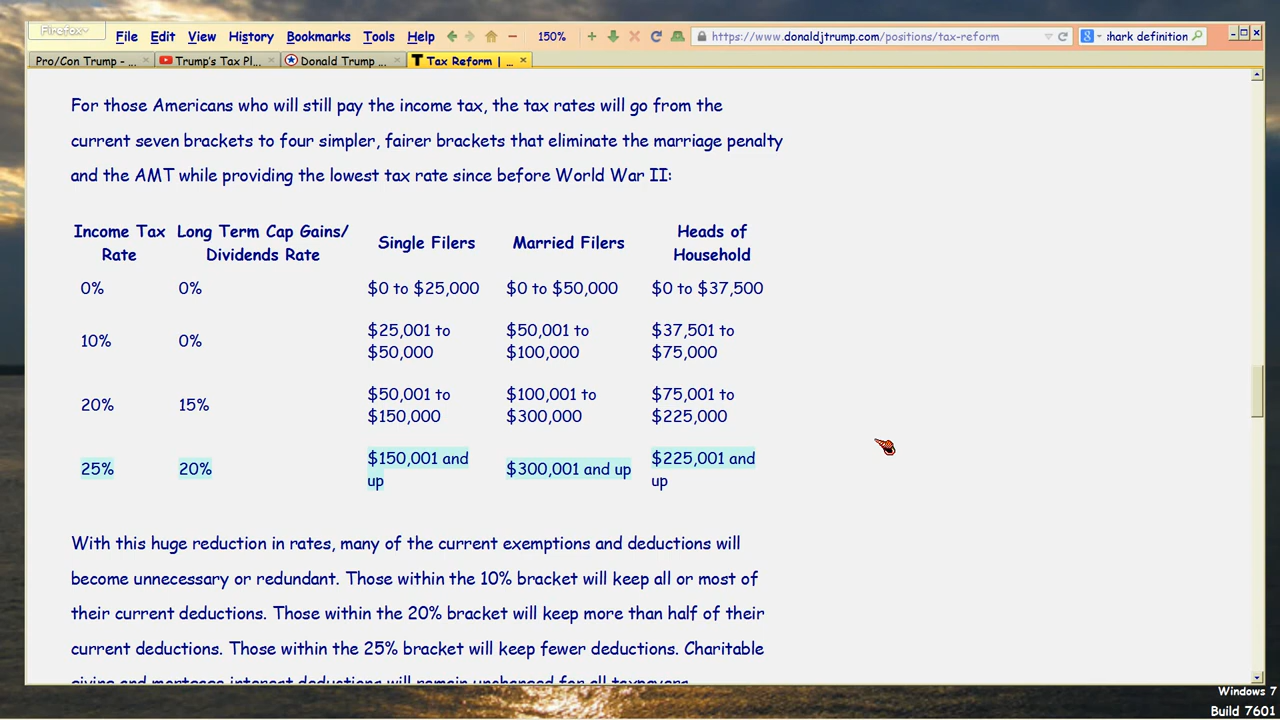 Firefox
File Edit View History Bookmarks Tools Help 150% https://www.donaldjtrump.com/positions/tax-reform hark definition
Pro/Con Trump - ... Trump's Tax Pl... Donald Trump ... Tax Reform | ...
For those Americans who will still pay the income tax, the tax rates will go from the
current seven brackets to four simpler, fairer brackets that eliminate the marriage penalty
and the AMT while providing the lowest tax rate since before World War II:
Income Tax Rate Long Term Cap Gains/ Dividends Rate Single Filers Married Filers Heads of Household
0% 0% $0 to $25,000 $0 to $50,000 $0 to $37,500
10% 0% $25,001 to $50,000 $50,001 to $100,000 $37,501 to $75,000
20% 15% $50,001 to $150,000 $100,001 to $300,000 $75,001 to $225,000
25% 20% $150,001 and up $300,001 and up $225,001 and up
With this huge reduction in rates, many of the current exemptions and deductions will
become unnecessary or redundant. Those within the 10% bracket will keep all or most of
their current deductions. Those within the 20% bracket will keep more than half of their
current deductions. Those within the 25% bracket will keep fewer deductions. Charitable
giving and mortgage interest deductions will remain unchanged for all taxpayers.
Windows 7
Build 7601